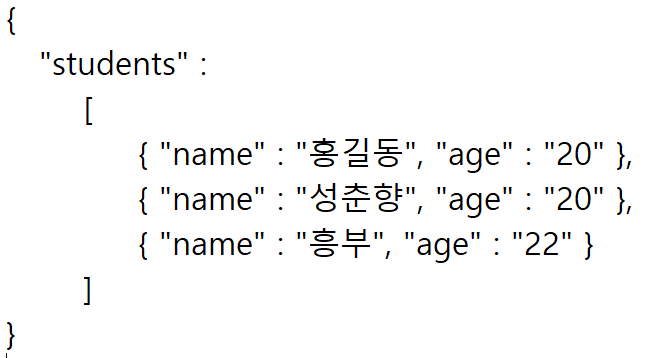 {
"students" :
[
{ "name" : "홍길동", "age" : "20" },
{ "name" : "성춘향", "age" : "20" },
{ "name" : "흥부", "age" : "22" }
]
}